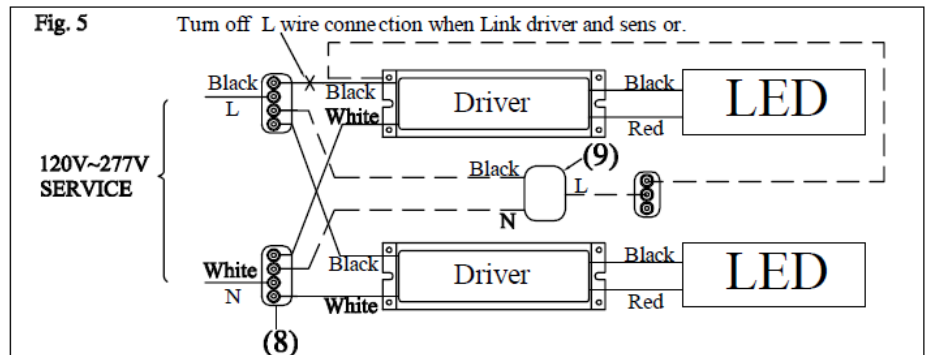 Fig. 5
Turn off L wire connection when Link driver and sens or.
Black
L
Black
White
Driver
Black
Red
LED
120V~277V
SERVICE
Black
(9)
L
N
White
N
Black
White
Driver
Black
Red
LED
(8)